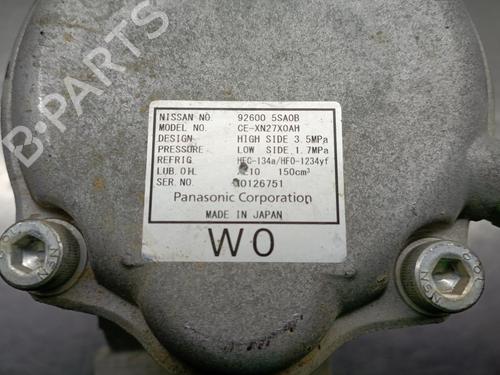 NISSAN NO. 92600 5SA0B
MODEL NO. CE-XN27X0AH
DESIGN HIGH SIDE 3.5MPa
PRESSURE LOW SIDE 1.7MPa
REFRIG HFC-134a/HFO-1234yf
LUB. OIL 150cm³
SER. NO. 10126751
Panasonic Corporation
MADE IN JAPAN
W0
B-PARTS